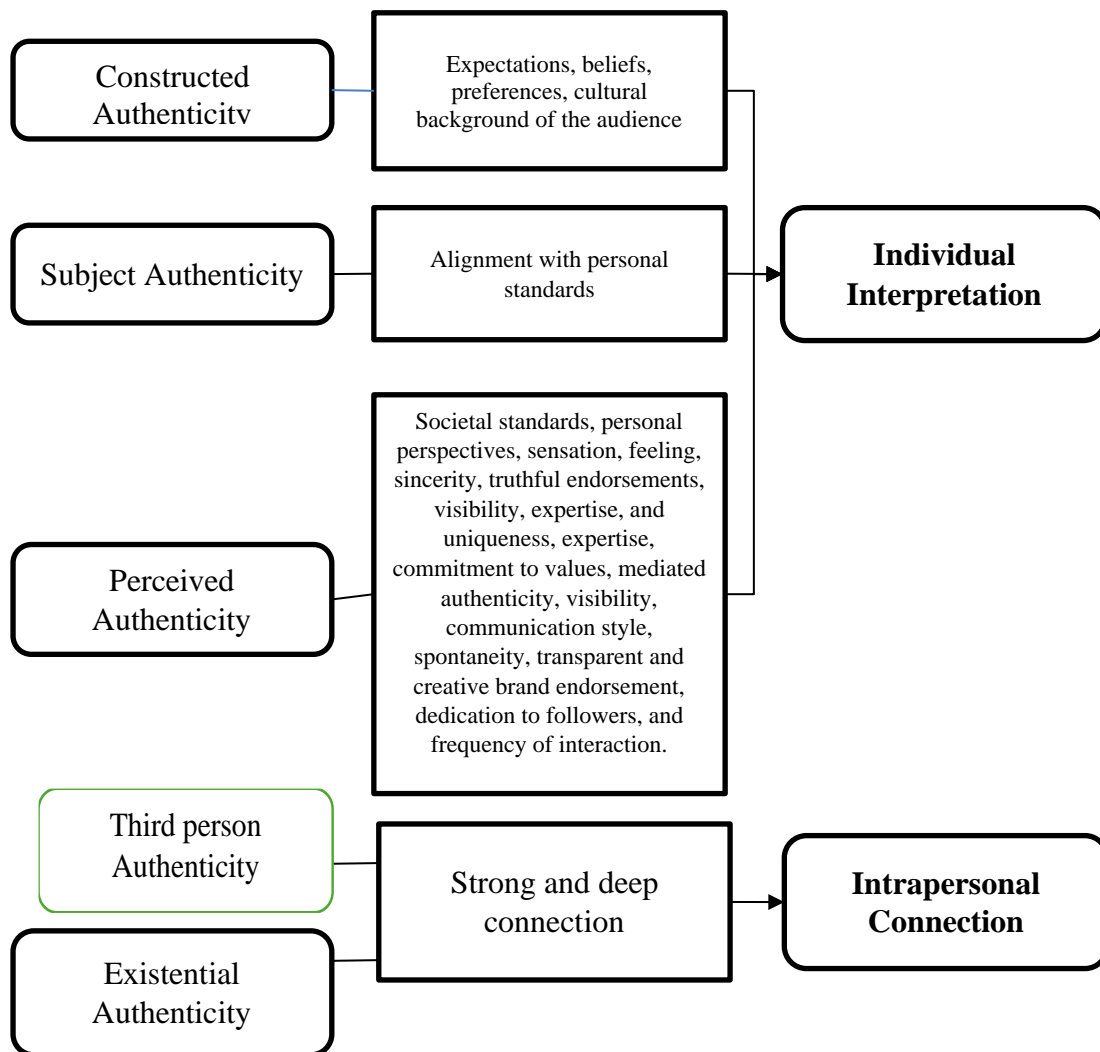 Constructed
Authenticity
Expectations, beliefs,
preferences, cultural
background of the audience
Subject Authenticity
Alignment with personal
standards
Individual
Interpretation
Perceived
Authenticity
Societal standards, personal
perspectives, sensation, feeling,
sincerity, truthful endorsements,
visibility, expertise, and
uniqueness, expertise,
commitment to values, mediated
authenticity, visibility,
communication style,
spontaneity, transparent and
creative brand endorsement,
dedication to followers, and
frequency of interaction.
Third person
Authenticity
Strong and deep
connection
Intrapersonal
Connection
Existential
Authenticity